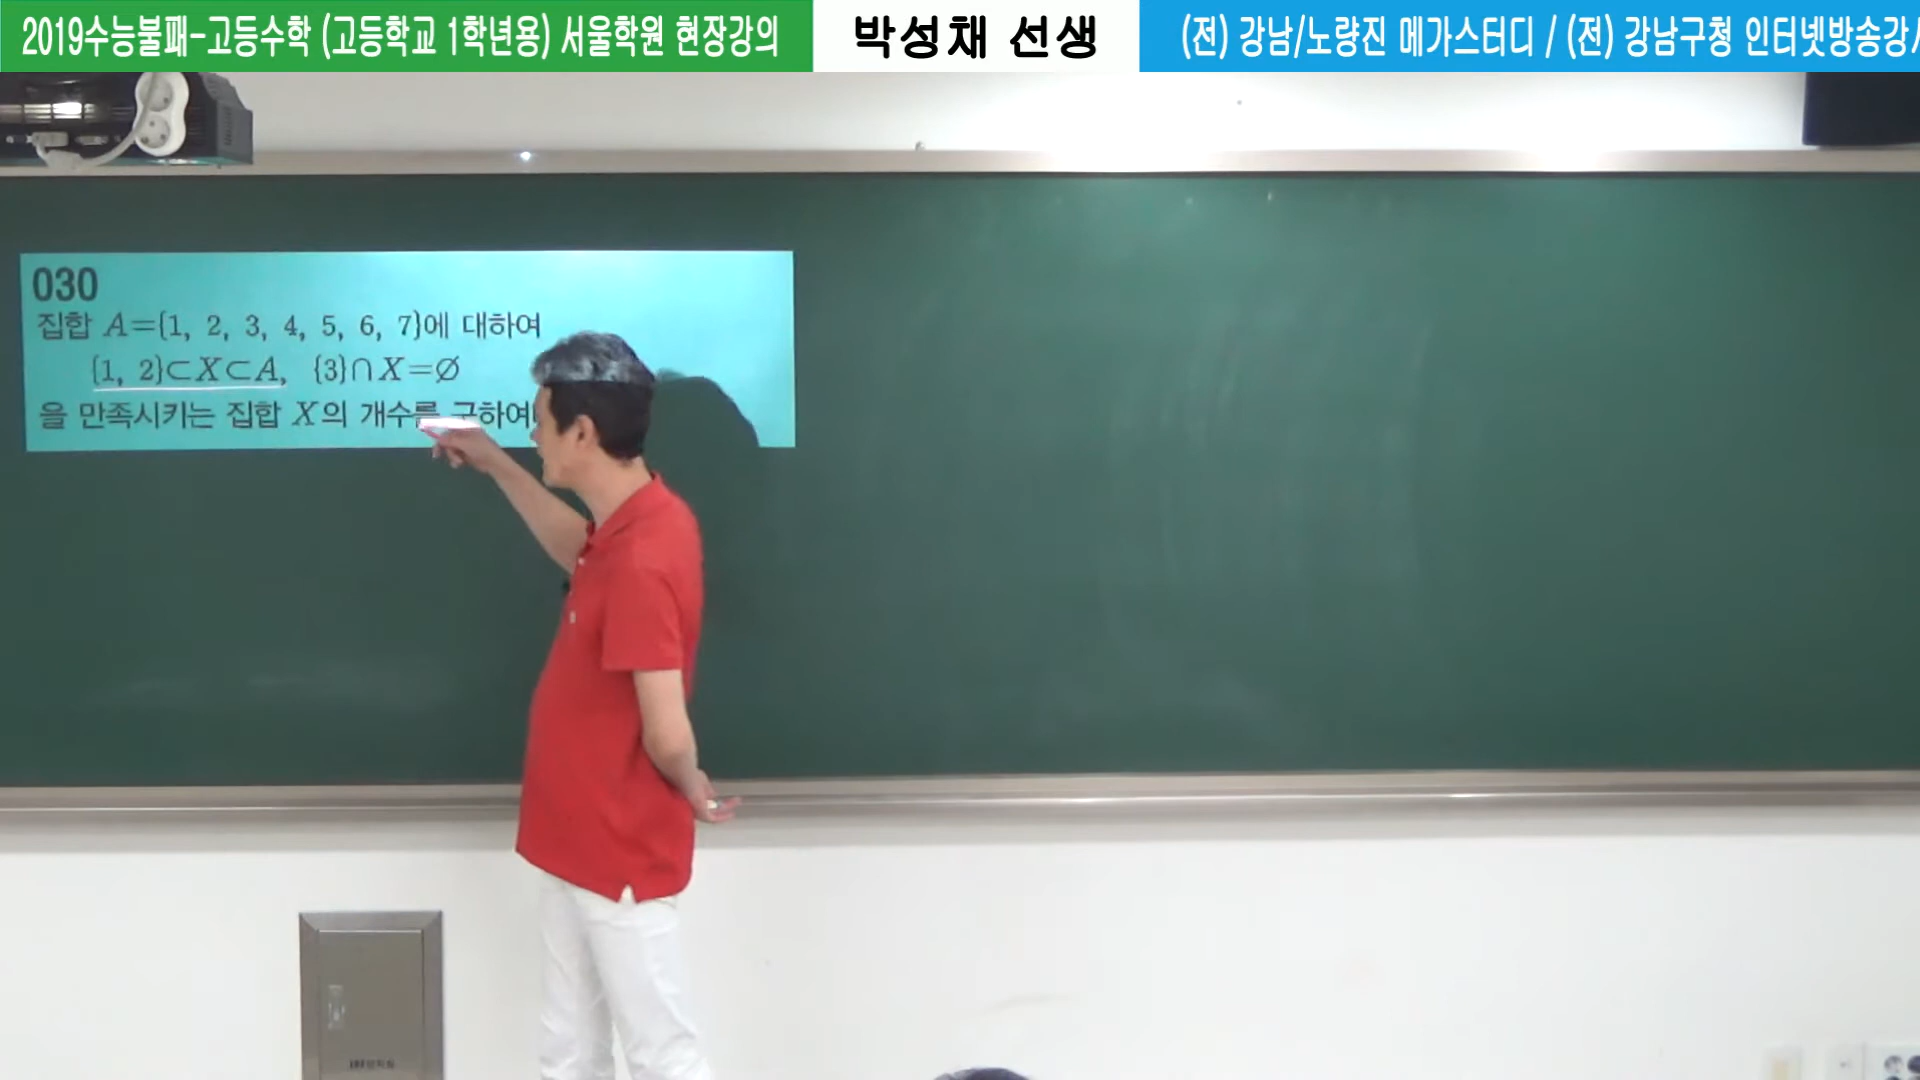 2019수능불패-고등수학 (고등학교 1학년용) 서울학원 현장강의
박성채 선생
(전) 강남/노량진 메가스터디 / (전) 강남구청 인터넷방송강사
030
집합 A={1, 2, 3, 4, 5, 6, 7}에 대하여
{1, 2}⊂X⊂A, {3}∩X=∅
을 만족시키는 집합 X의 개수를 구하여